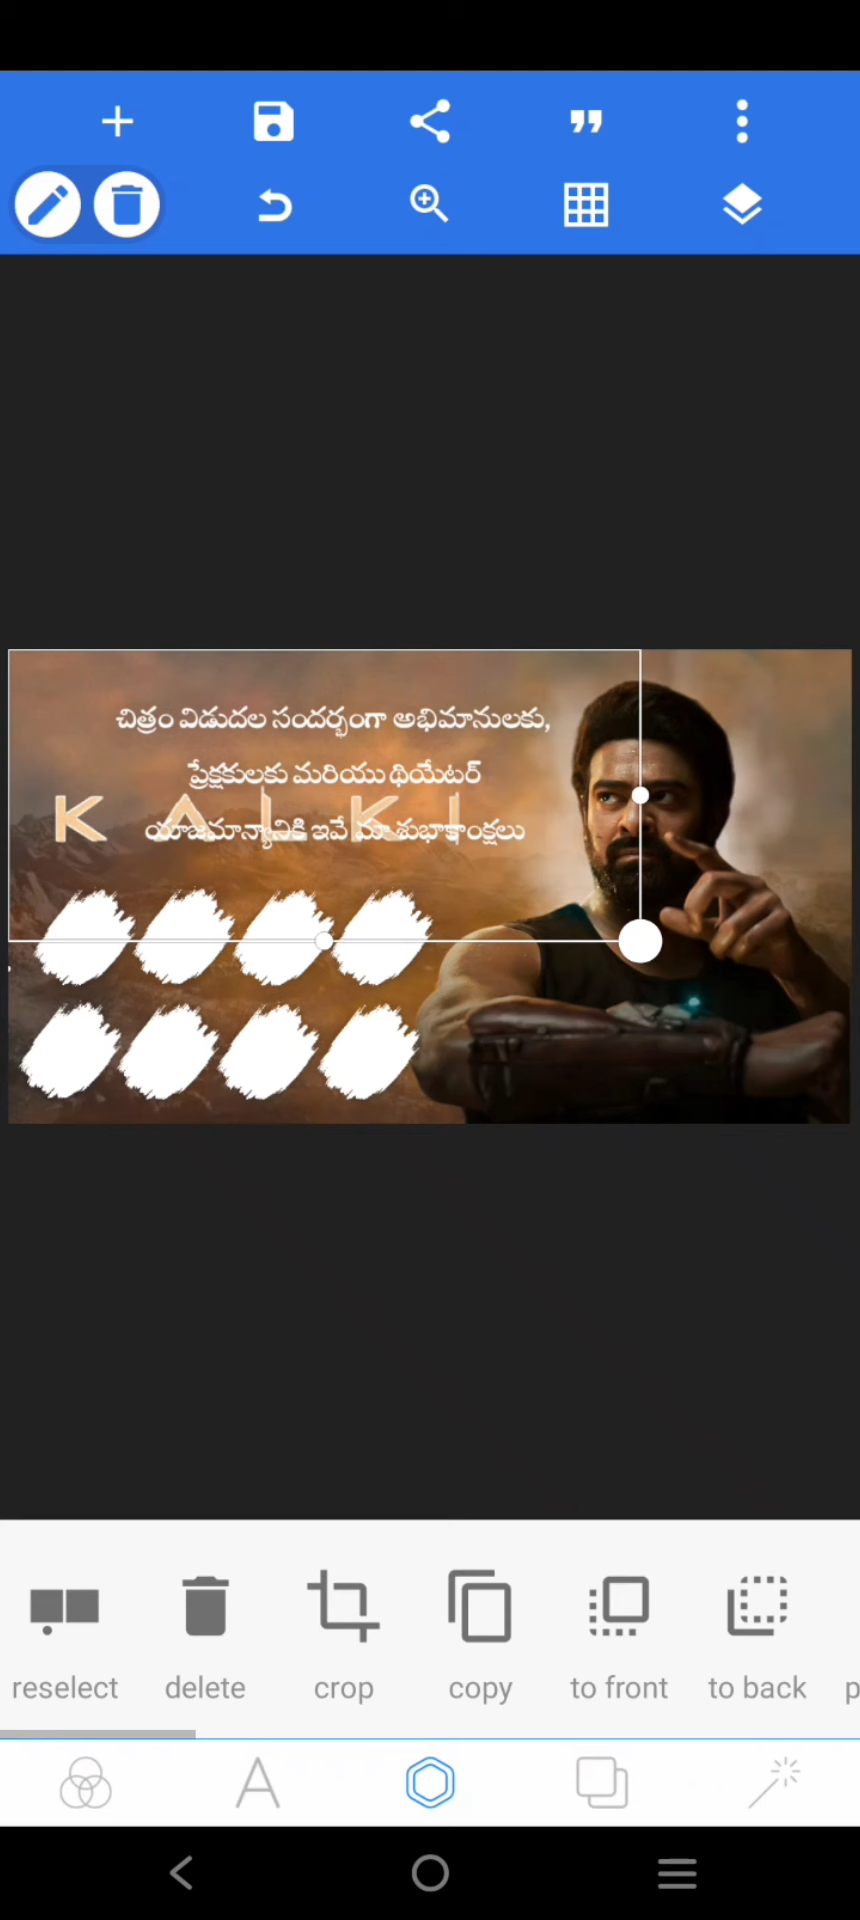 చిత్రం విడుదల సందర్భంగా అభిమానులకు,
ప్రేక్షకులకు మరియు థియేటర్
KALKI
యాజమాన్యానికి ఇవే మా శుభాకాంక్షలు
reselect delete crop copy to front to back p